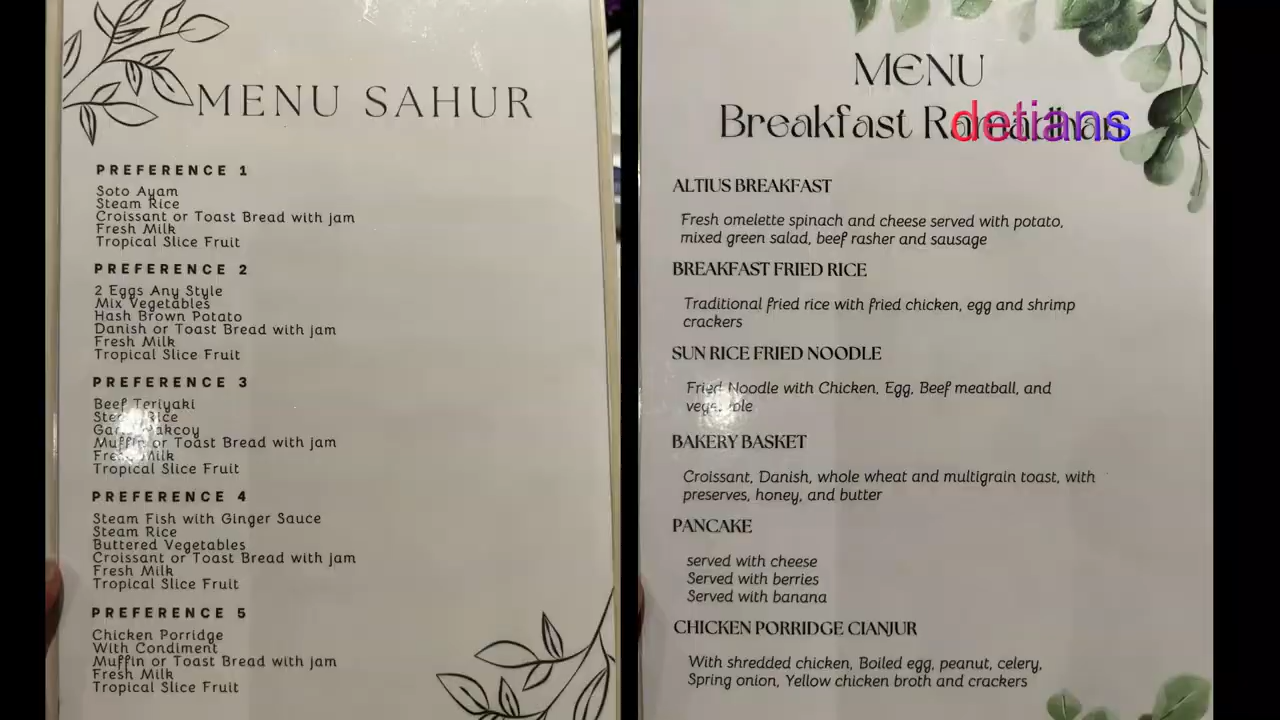 MENU SAHUR
PREFERENCE 1
Soto Ayam
Steam Rice
Croissant or Toast Bread with jam
Fresh Milk
Tropical Slice Fruit
PREFERENCE 2
2 Eggs Any Style
Mix Vegetables
Hash Brown Potato
Danish or Toast Bread with jam
Fresh Milk
Tropical Slice Fruit
PREFERENCE 3
Beef Teriyaki
Steam Rice
Muffin or Toast Bread with jam
Fresh Milk
Tropical Slice Fruit
PREFERENCE 4
Steam Fish with Ginger Sauce
Steam Rice
Buttered Vegetables
Croissant or Toast Bread with jam
Fresh Milk
Tropical Slice Fruit
PREFERENCE 5
Chicken Porridge
With Condiment
Muffin or Toast Bread with jam
Fresh Milk
Tropical Slice Fruit
MENU
Breakfast Ramadhan
detians
ALTIUS BREAKFAST
Fresh omelette spinach and cheese served with potato,
mixed green salad, beef rasher and sausage
BREAKFAST FRIED RICE
Traditional fried rice with fried chicken, egg and shrimp
crackers
SUN RICE FRIED NOODLE
Fried Noodle with Chicken, Egg, Beef meatball, and
vegetable
BAKERY BASKET
Croissant, Danish, whole wheat and multigrain toast, with
preserves, honey, and butter
PANCAKE
served with cheese
Served with berries
Served with banana
CHICKEN PORRIDGE CIANJUR
With shredded chicken, Boiled egg, peanut, celery,
Spring onion, Yellow chicken broth and crackers